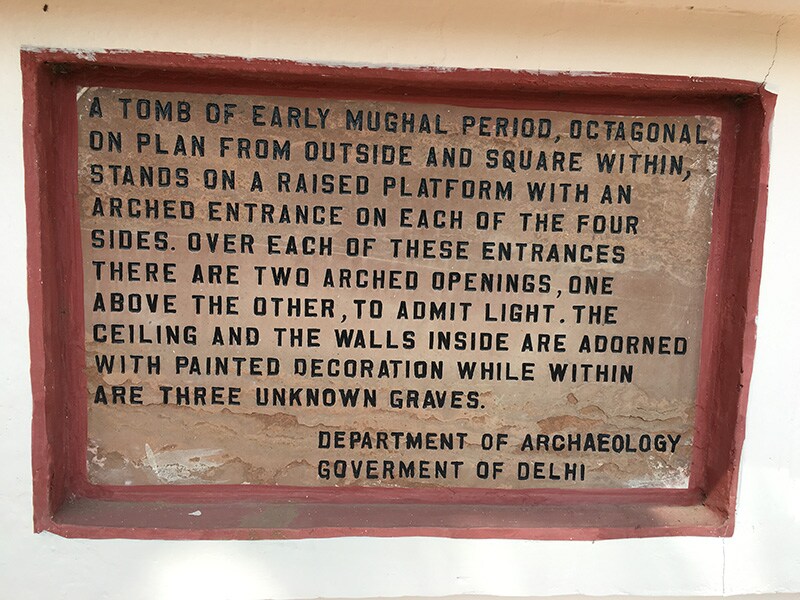 A TOMB OF EARLY MUGHAL PERIOD, OCTAGONAL
ON PLAN FROM OUTSIDE AND SQUARE WITHIN,
STANDS ON A RAISED PLATFORM WITH AN
ARCHED ENTRANCE ON EACH OF THE FOUR
SIDES. OVER EACH OF THESE ENTRANCES
THERE ARE TWO ARCHED OPENINGS, ONE
ABOVE THE OTHER, TO ADMIT LIGHT. THE
CEILING AND THE WALLS INSIDE ARE ADORNED
WITH PAINTED DECORATION WHILE WITHIN
ARE THREE UNKNOWN GRAVES.
DEPARTMENT OF ARCHAEOLOGY
GOVERMENT OF DELHI